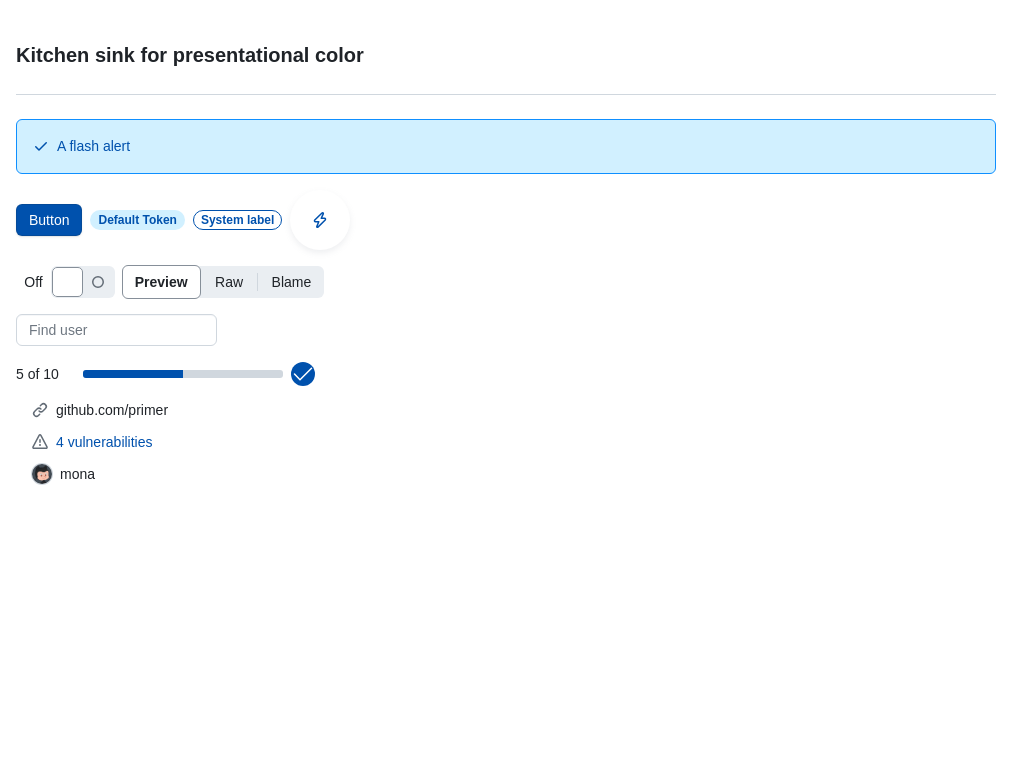 Kitchen sink for presentational color
A flash alert
Button Default Token System label
Off Preview Raw Blame
Find user
5 of 10
github.com/primer
4 vulnerabilities
mona